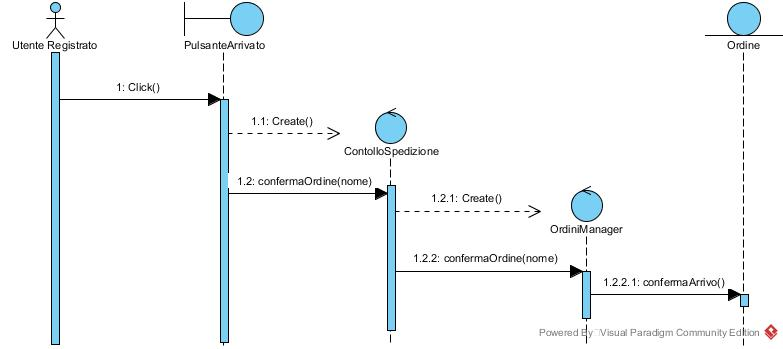 Utente Registrato
PulsanteArrivato
Ordine
1: Click()
1.1: Create()
ContolloSpedizione
1.2: confermaOrdine(nome)
1.2.1: Create()
OrdiniManager
1.2.2: confermaOrdine(nome)
1.2.2.1: confermaArrivo()
Powered By Visual Paradigm Community Edition